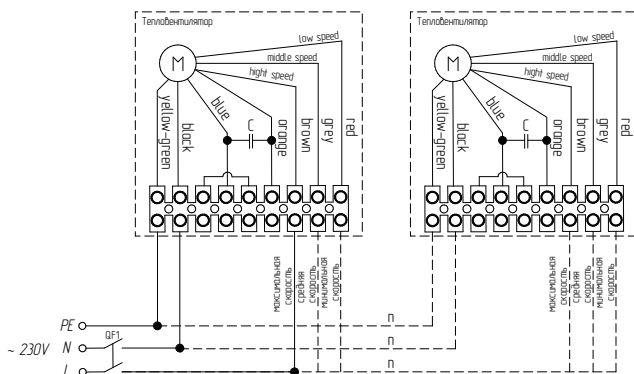 Тепловентилятор
Тепловентилятор
M
low speed
middle speed
hight speed
yellow-green
black
blue
C
orange
brown
grey
red
M
low speed
middle speed
hight speed
yellow-green
black
blue
C
orange
brown
grey
red
максимальная
скорость
средняя
скорость
минимальная
скорость
максимальная
скорость
средняя
скорость
минимальная
скорость
PE
n
QF1
~ 230V
N
n
L
n